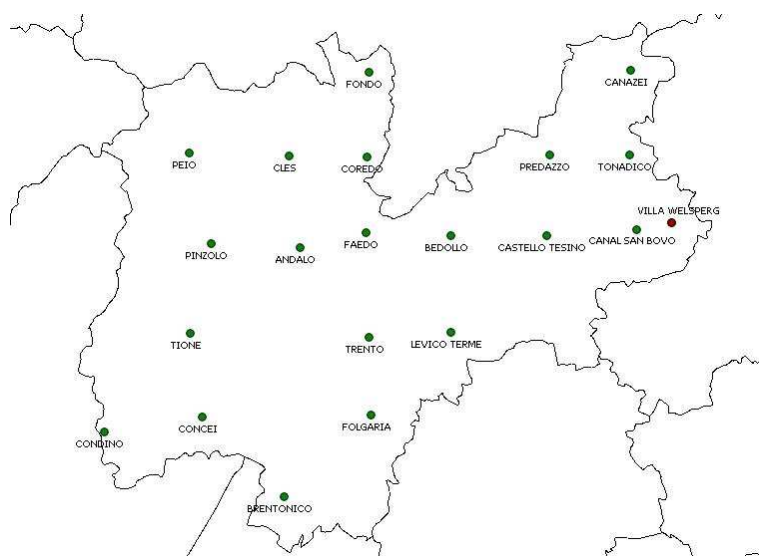 FONDO
CANAZEI
PEIO
CLES
COREDO
PREDAZZO
TONADICO
VILLA WELSPERG
PINZOLO
ANDALO
FAEDO
BEDOLLO
CASTELLO TESINO
CANAL SAN BOVO
TIONE
TRENTO
LEVICO TERME
CONDINO
CONCEI
FOLGARIA
BRENTONICO